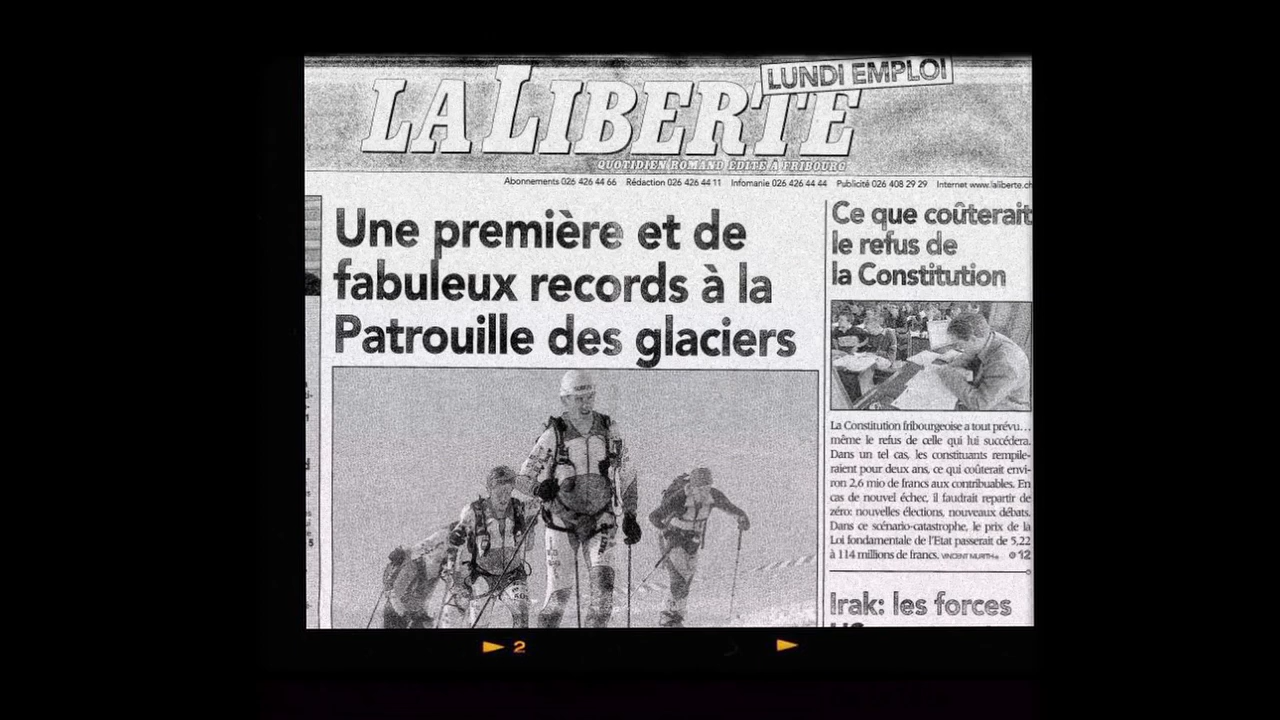 LUNDI EMPLOI
LA LIBERTE
QUOTIDIEN ROMAND EDITE A FRIBOURG
Abonnements 026 426 44 66 Rédaction 026 426 44 11 Infomanie 026 426 44 44 Publicité 026 408 29 29 Internet www.laliberte.ch
Une première et de
fabuleux records à la
Patrouille des glaciers
Ce que coûterait
le refus de
la Constitution
La Constitution fribourgeoise a tout prévu…
même le refus de celle qui lui succédera.
Dans un tel cas, les constituants rempile-
raient pour deux ans, ce qui coûterait envi-
ron 2,6 mio de francs aux contribuables. En
cas de nouvel échec, il faudrait repartir de
zéro: nouvelles élections, nouveaux débats.
Dans ce scénario-catastrophe, le prix de la
Loi fondamentale de l'Etat passerait de 5,22
à 114 millions de francs. VINCENT 12
Irak: les forces
US
2